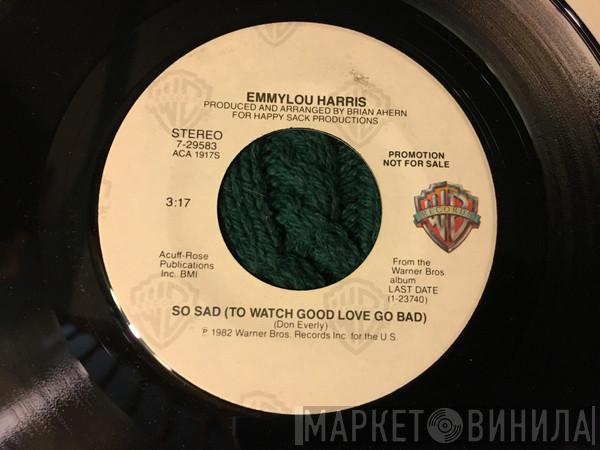 EMMYLOU HARRIS
PRODUCED AND ARRANGED BY BRIAN AHERN
FOR HAPPY SACK PRODUCTIONS
STEREO
7-29583
ACA 1917S
PROMOTION
NOT FOR SALE
3:17
RECORDS
Acuff-Rose
Publications
Inc. BMI
From the
Warner Bros.
album
LAST DATE
(1-23740)
SO SAD (TO WATCH GOOD LOVE GO BAD)
(Don Everly)
℗ 1982 Warner Bros. Records Inc. for the U.S.
МАРКЕТ ВИНИЛА